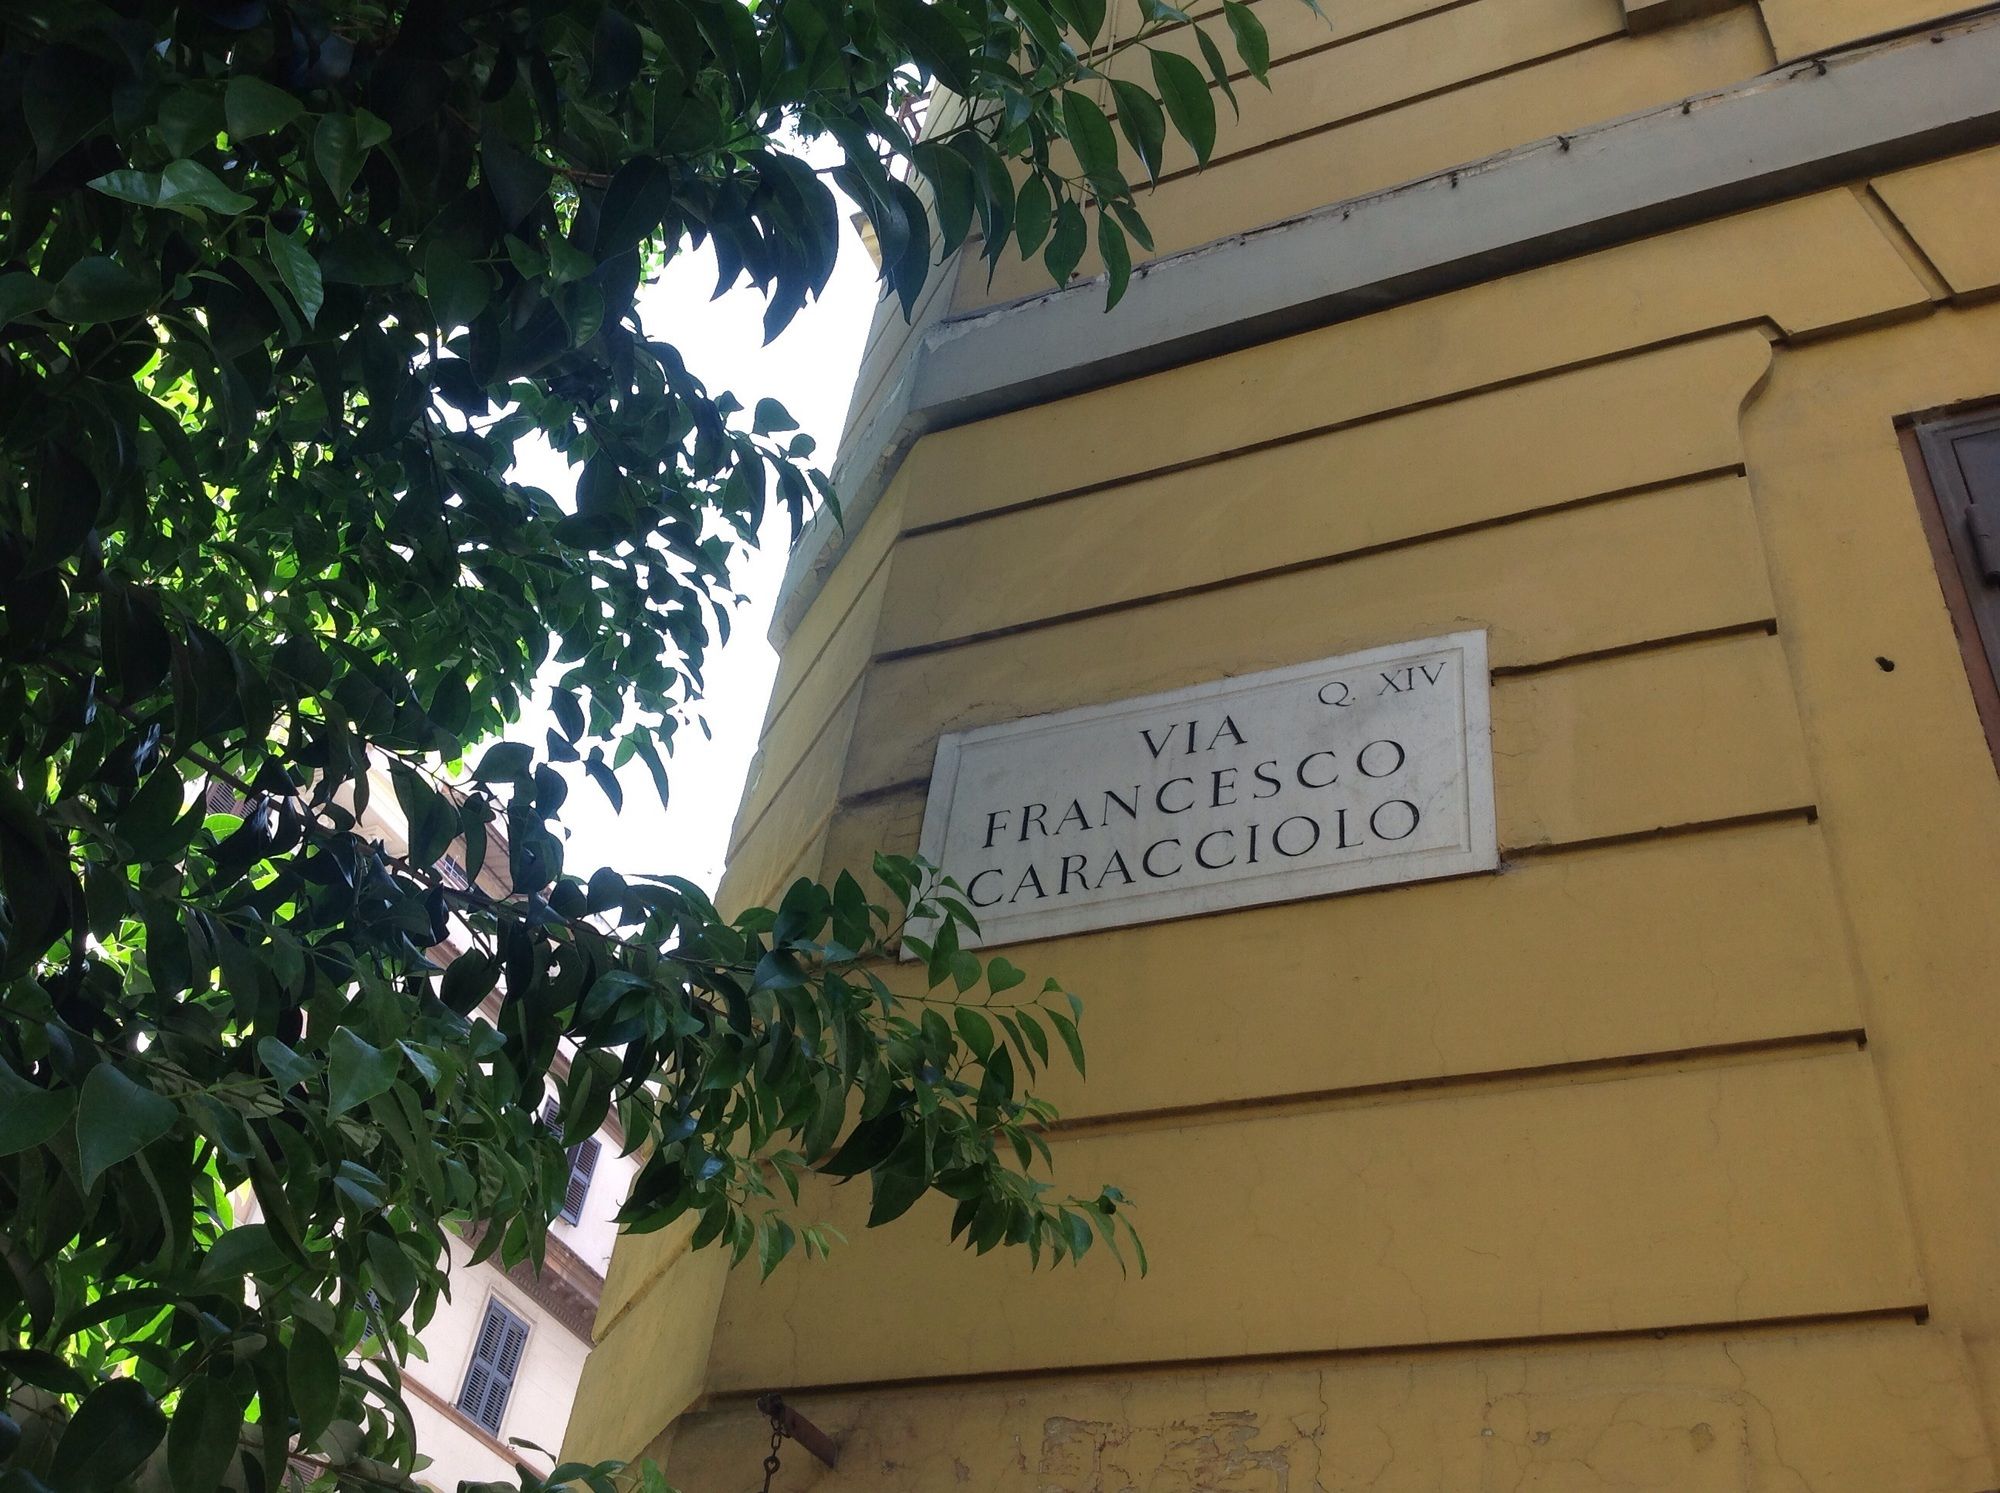 Q. XIV
VIA
FRANCESCO
CARACCIOLO